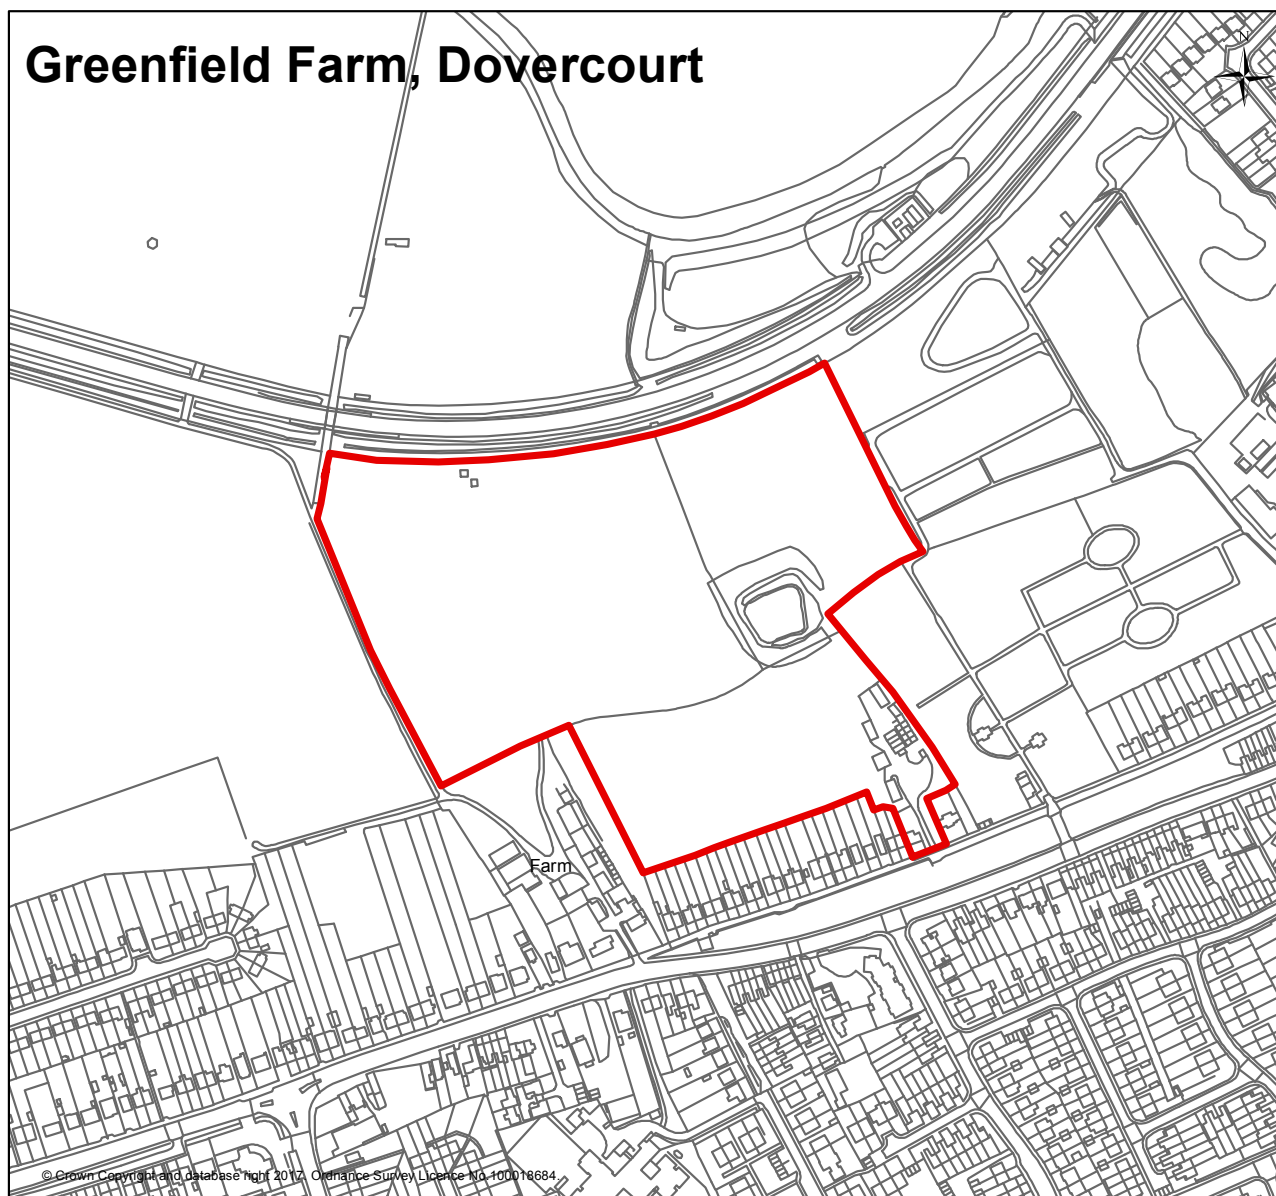 Greenfield Farm, Dovercourt
N
Farm
© Crown Copyright and database right 2017. Ordnance Survey Licence No.100018684.